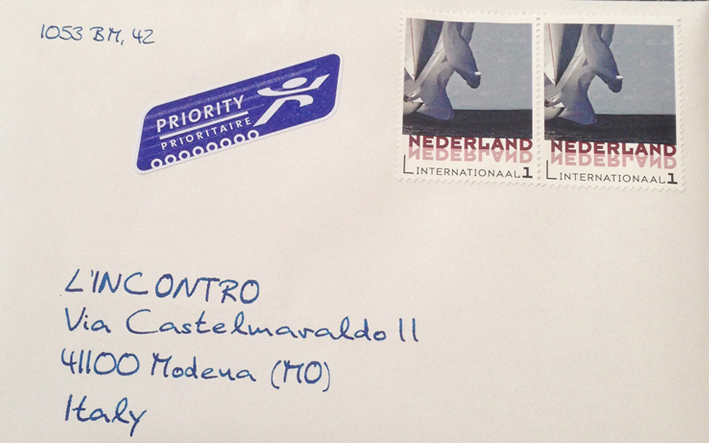 1053 BM, 42
PRIORITY
PRIORITAIRE
NEDERLAND
NEDERLAND
INTERNATIONAAL 1
NEDERLAND
NEDERLAND
INTERNATIONAAL 1
L'INCONTRO
Via Castelmaraldo 11
41100 Modena (MO)
Italy